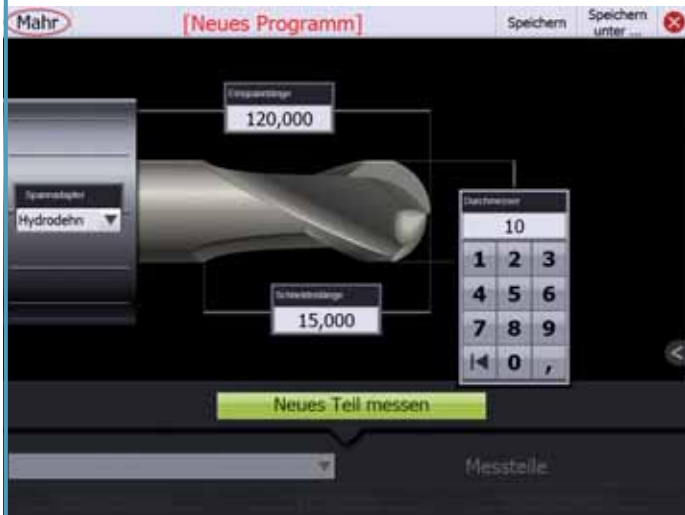 Mahr
[Neues Programm]
Speichern
Speichern
unter ...
Einspannlänge
120,000
Spannadapter
Hydrodehn
Durchmesser
10
1 2 3
4 5 6
7 8 9
0 ,
Schneidenlänge
15,000
Neues Teil messen
Messteile